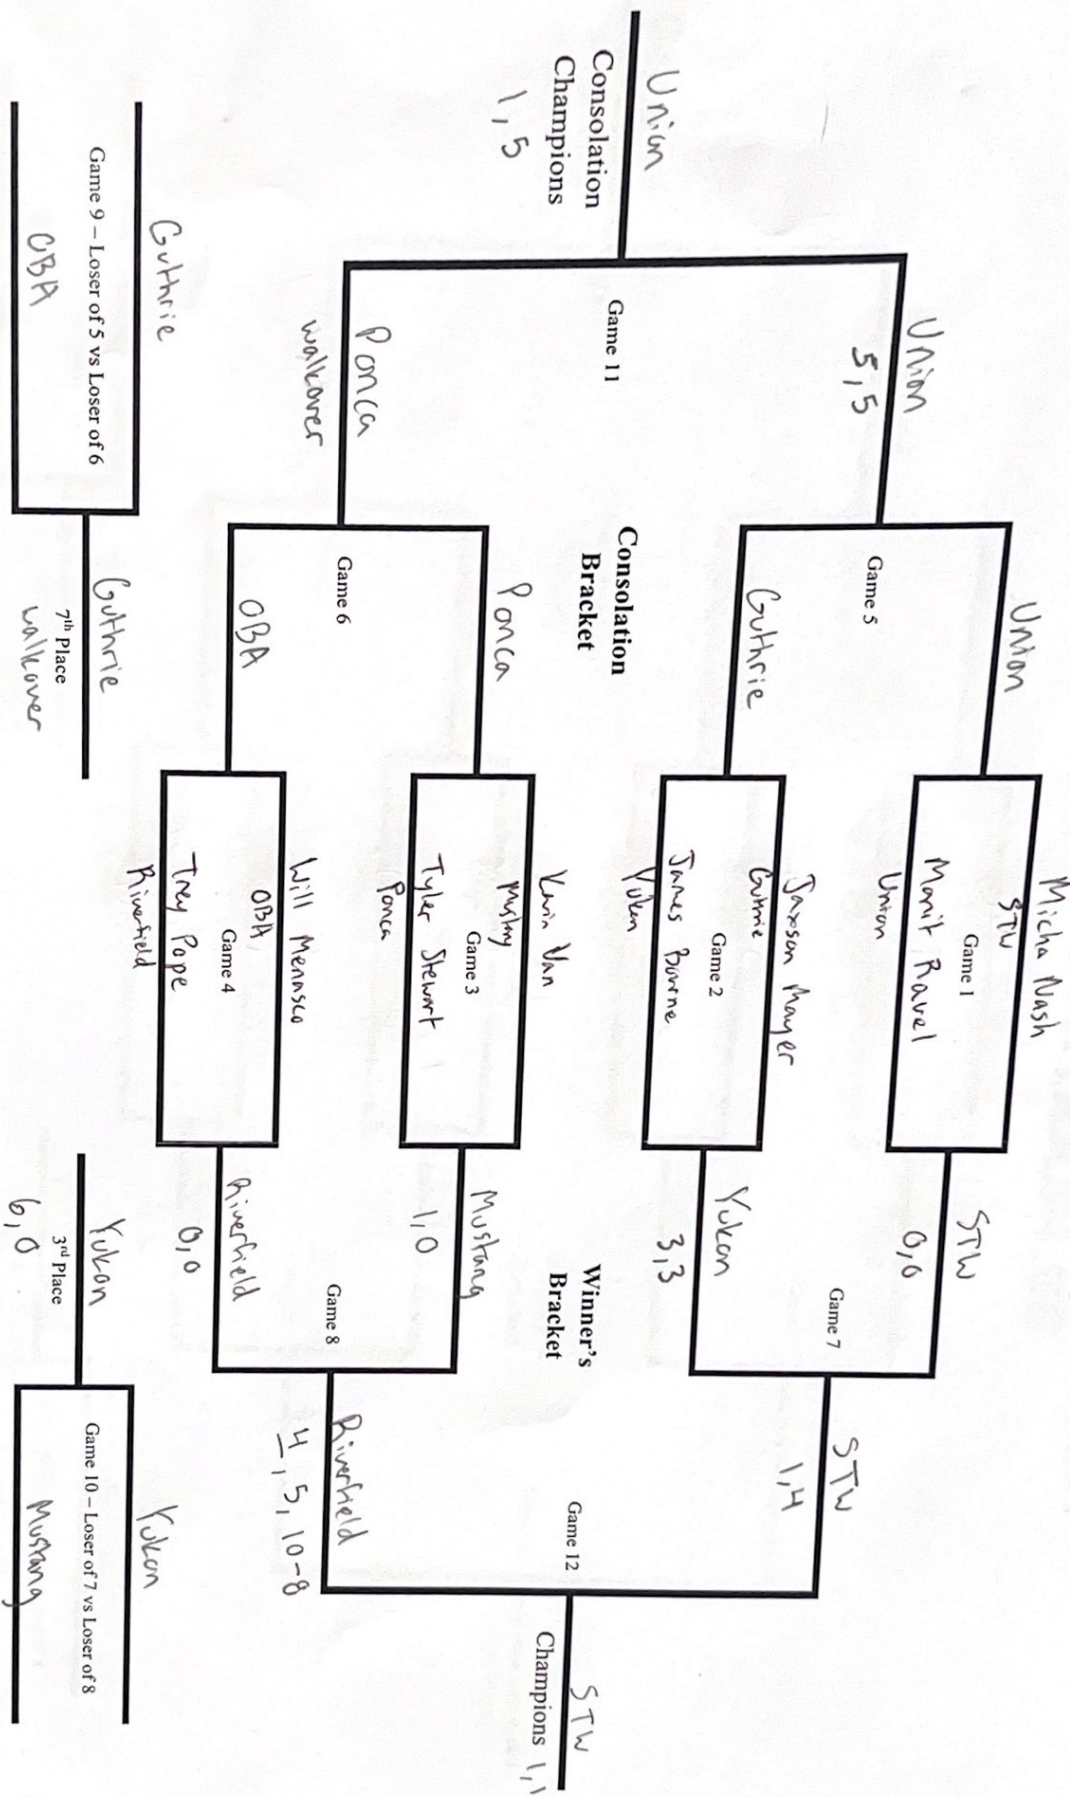 Micha Nash
STW
Game 1
Manit Ravel
Union
Jaxson Mayer
Guthrie
Game 2
James Bourne
Yukon
Kevin Van
Mustang
Game 3
Tyler Stewart
Ponca
Will Menasco
OBA
Game 4
Trey Pope
Riverfield
Union
Game 5
Guthrie
Ponca
Game 6
OBA
Union
5,5
Game 11
Ponca
walkover
Union
Consolation
Champions
1,5
Consolation
Bracket
STW
0,0
Game 7
Yukon
3,3
Winner's
Bracket
Mustang
1,0
Game 8
Riverfield
0,0
STW
1,4
Game 12
Riverfield
4, 5, 10-8
STW
Champions 1,1
Guthrie
Game 9 – Loser of 5 vs Loser of 6
OBA
Guthrie
7th Place
walkover
Yukon
3rd Place
6,0
Yukon
Game 10 – Loser of 7 vs Loser of 8
Mustang